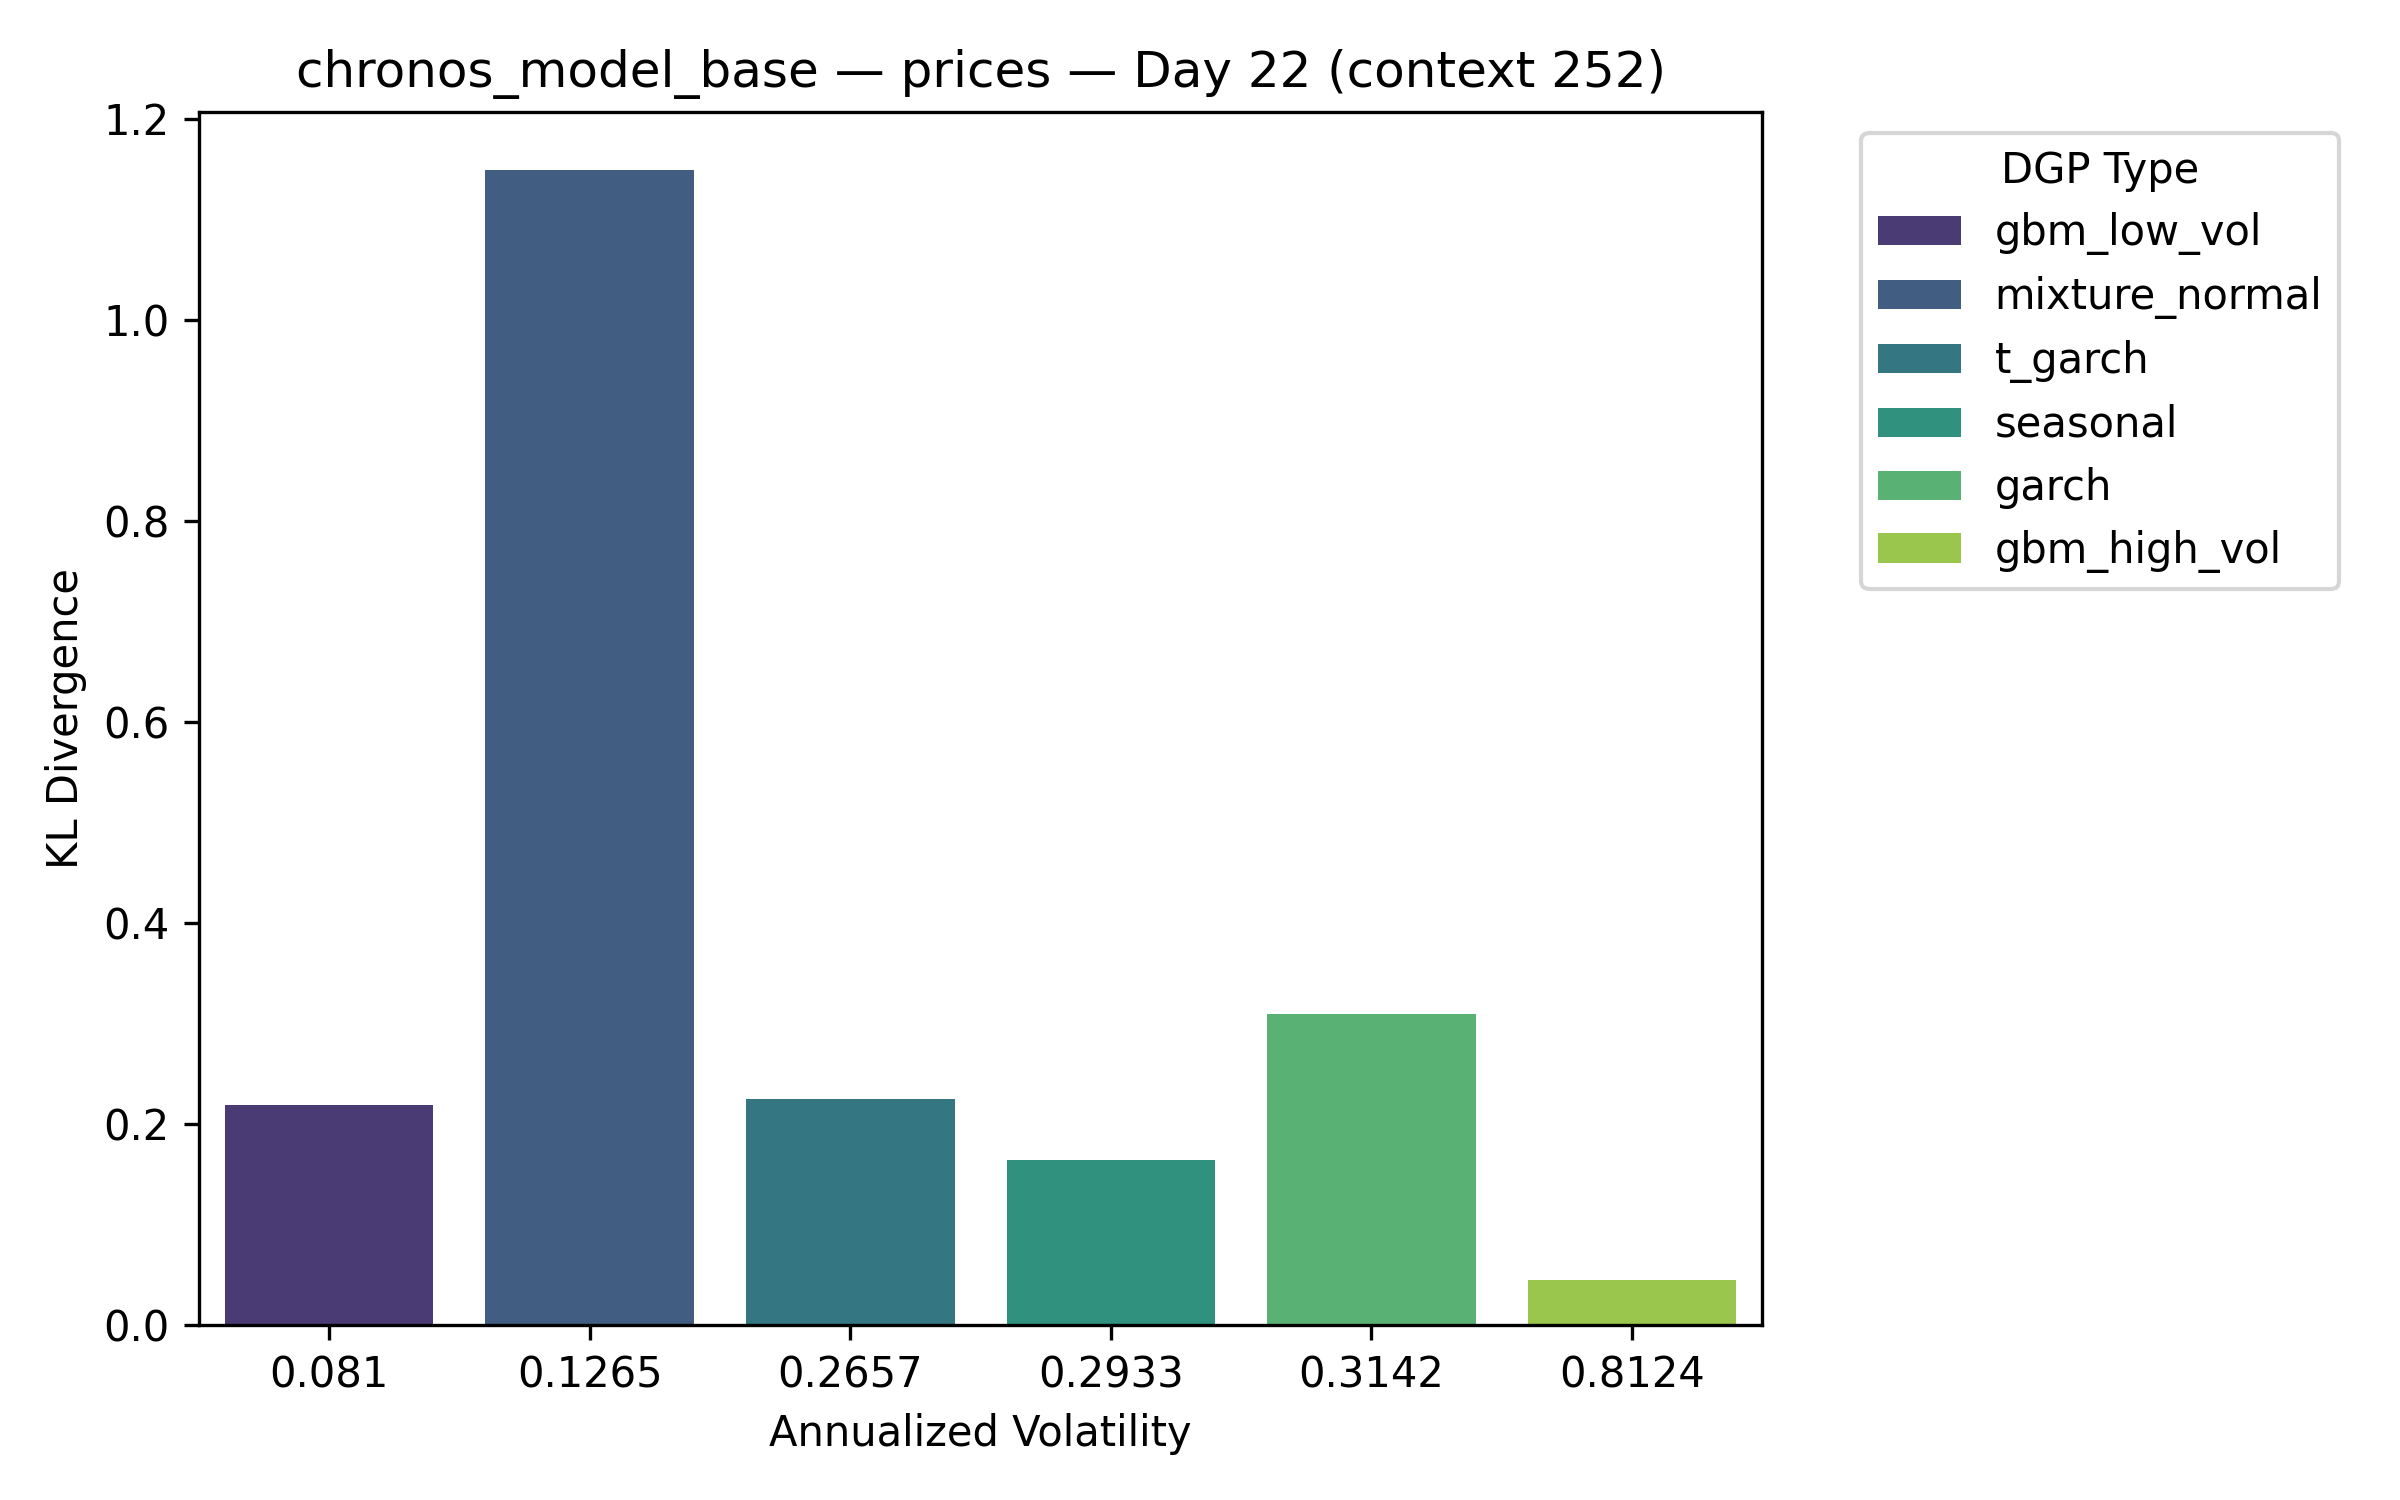 chronos_model_base — prices — Day 22 (context 252)
1.2
1.0
0.8
0.6
0.4
0.2
0.0
KL Divergence
0.081 0.1265 0.2657 0.2933 0.3142 0.8124
Annualized Volatility
DGP Type
gbm_low_vol
mixture_normal
t_garch
seasonal
garch
gbm_high_vol